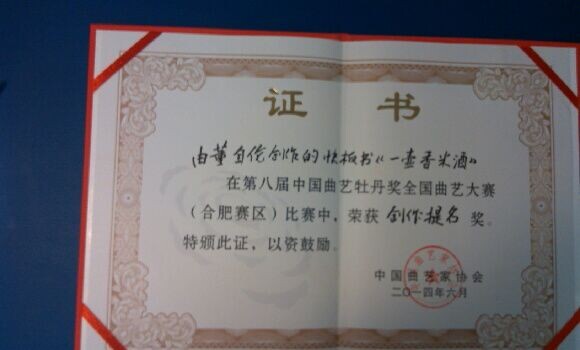 证 书
由董自伦创作的快板书《一壶香米酒》
在第八届中国曲艺牡丹奖全国曲艺大赛
（合肥赛区）比赛中，荣获 创作提名 奖。
特颁此证，以资鼓励。
中国曲艺家协会
二〇一四年六月